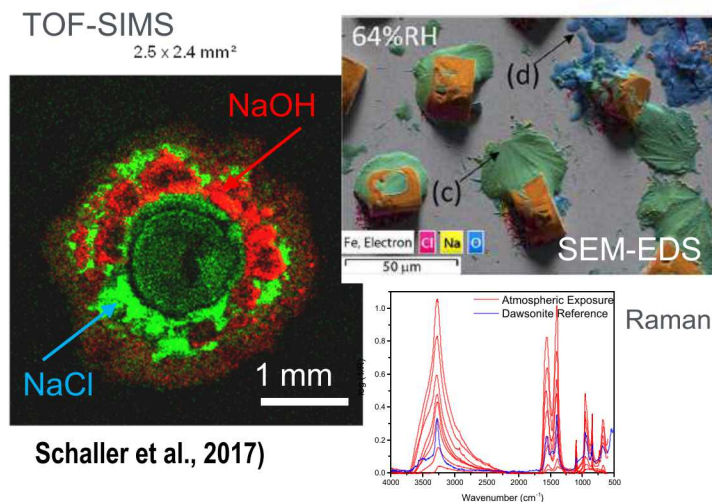 TOF-SIMS
2.5 x 2.4 mm²
NaOH
NaCl
1 mm
Schaller et al., 2017)
64%RH
(d)
(c)
Fe, Electron Cl Na O
50 µm
SEM-EDS
Raman
Atmospheric Exposure
Dawsonite Reference
1.0
0.8
0.6
0.4
0.2
0.0
4000 3500 3000 2500 2000 1500 1000 500
Wavenumber (cm⁻¹)